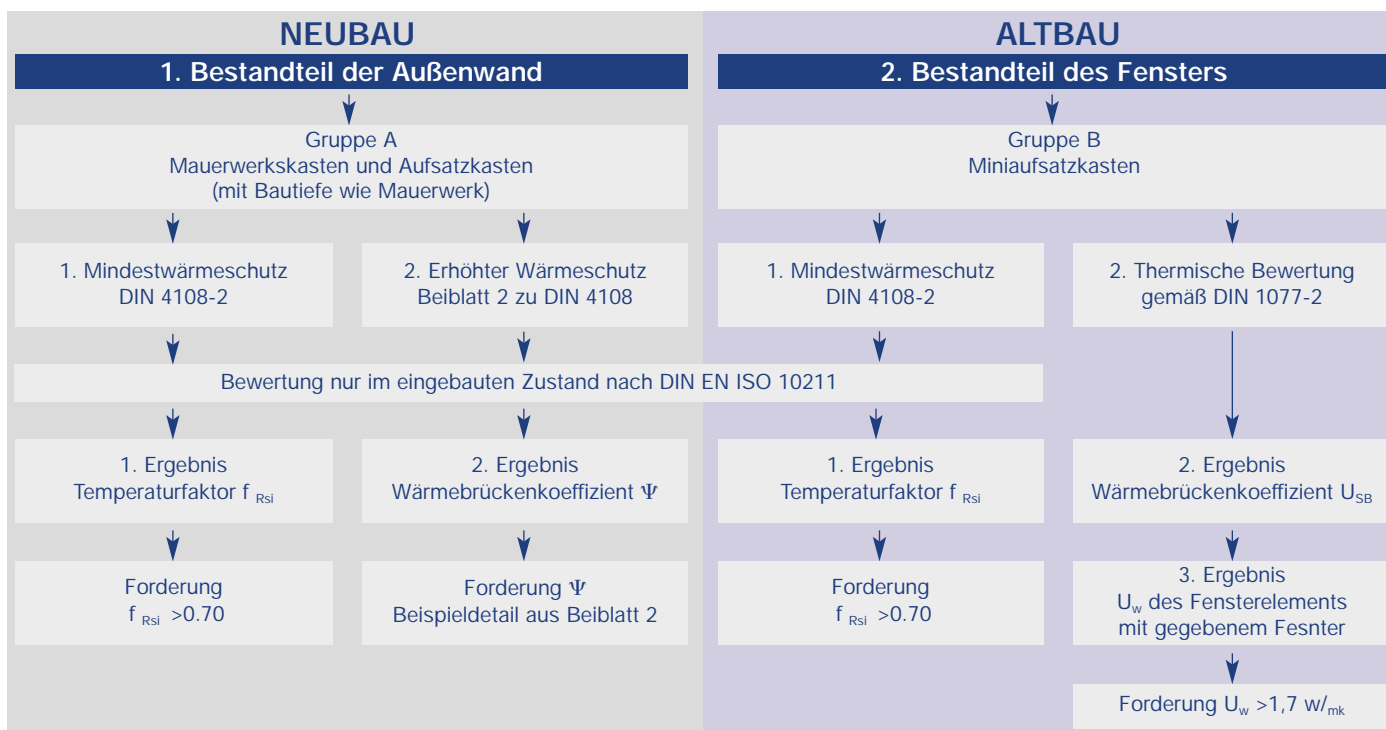 NEUBAU
1. Bestandteil der Außenwand
Gruppe A
Mauerwerkskasten und Aufsatzkasten
(mit Bautiefe wie Mauerwerk)
1. Mindestwärmeschutz
DIN 4108-2
2. Erhöhter Wärmeschutz
Beiblatt 2 zu DIN 4108
ALTBAU
2. Bestandteil des Fensters
Gruppe B
Miniaufsatzkasten
1. Mindestwärmeschutz
DIN 4108-2
2. Thermische Bewertung
gemäß DIN 1077-2
Bewertung nur im eingebauten Zustand nach DIN EN ISO 10211
1. Ergebnis
Temperaturfaktor f Rsi
2. Ergebnis
Wärmebrückenkoeffizient Ψ
1. Ergebnis
Temperaturfaktor f Rsi
2. Ergebnis
Wärmebrückenkoeffizient USB
Forderung
f Rsi >0.70
Forderung Ψ
Beispieldetail aus Beiblatt 2
Forderung
f Rsi >0.70
3. Ergebnis
Uw des Fensterelements
mit gegebenem Fesnter
Forderung Uw >1,7 w/mk